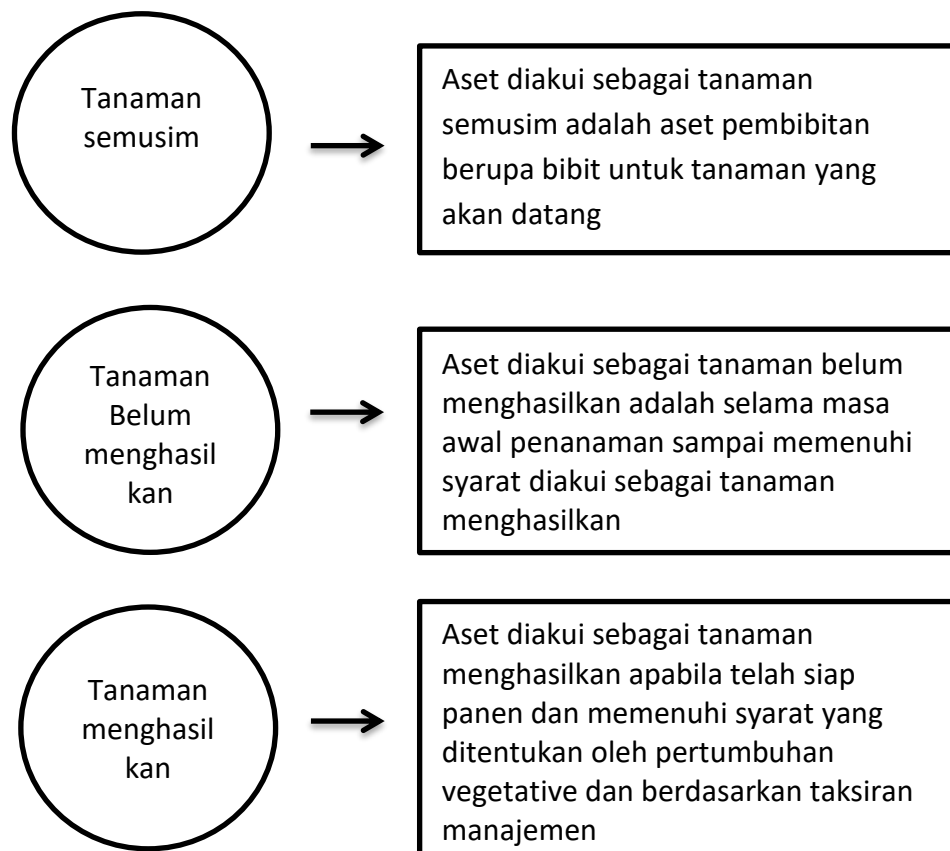 Tanaman
semusim
Aset diakui sebagai tanaman
semusim adalah aset pembibitan
berupa bibit untuk tanaman yang
akan datang
Tanaman
Belum
menghasil
kan
Aset diakui sebagai tanaman belum
menghasilkan adalah selama masa
awal penanaman sampai memenuhi
syarat diakui sebagai tanaman
menghasilkan
Tanaman
menghasil
kan
Aset diakui sebagai tanaman
menghasilkan apabila telah siap
panen dan memenuhi syarat yang
ditentukan oleh pertumbuhan
vegetative dan berdasarkan taksiran
manajemen